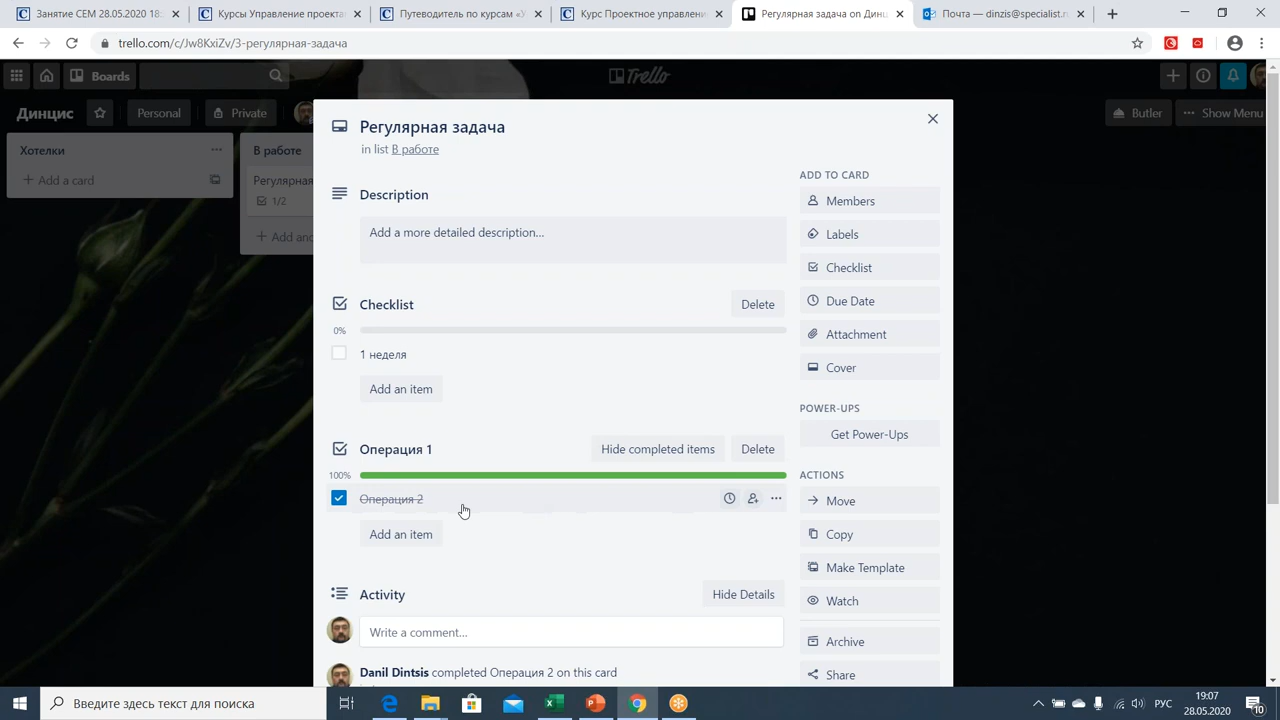 Занятие СЕМ 28.05.2020 18:
Курсы Управление проекта
Путеводитель по курсам «У
Курс Проектное управлени
Регулярная задача on Динц
Почта — dinzis@specialist.r
trello.com/c/Jw8KxiZv/3-регулярная-задача
Boards
Trello
Динцис
Personal
Private
Butler
Show Menu
Хотелки
Add a card
В работе
Регулярная
1/2
Add ano
Регулярная задача
in list В работе
Description
Add a more detailed description...
Checklist
Delete
0%
1 неделя
Add an item
Операция 1
Hide completed items
Delete
100%
Операция 2
Add an item
Activity
Hide Details
Write a comment...
Danil Dintsis completed Операция 2 on this card
ADD TO CARD
Members
Labels
Checklist
Due Date
Attachment
Cover
POWER-UPS
Get Power-Ups
ACTIONS
Move
Copy
Make Template
Watch
Archive
Share
Введите здесь текст для поиска
РУС
19:07
28.05.2020
10